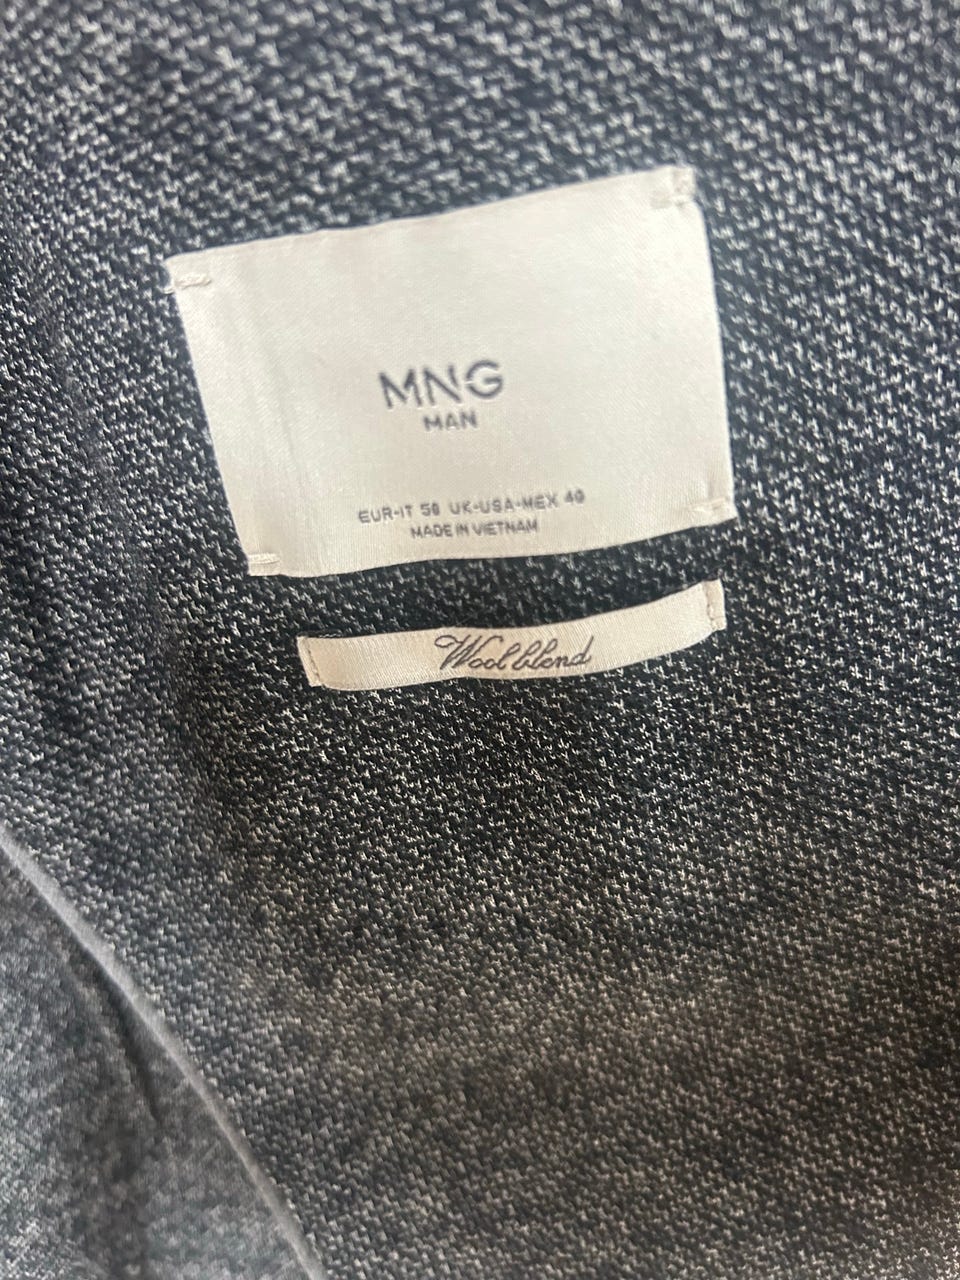 MNG
MAN
EUR-IT 50 UK-USA-MEX 40
MADE IN VIETNAM
Wool blend